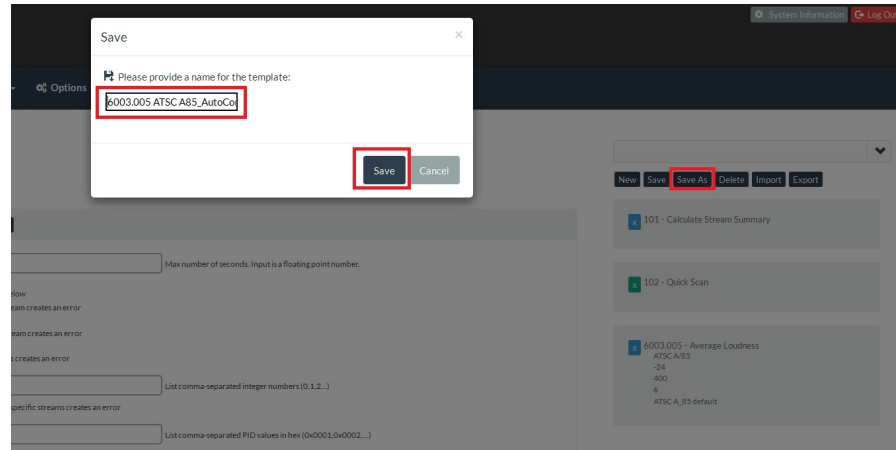 System Information
Log Out
Save
×
Please provide a name for the template:
Options
6003.005 ATSC A85_AutoCo
Save
Cancel
New Save Save As Delete Import Export
x 101 - Calculate Stream Summary
Max number of seconds. Input is a floating point number.
x 102 - Quick Scan
elow
eam creates an error
eam creates an error
s creates an error
x 6003.005 - Average Loudness
ATSC A/85
-24
400
6
ATSC A_85 default
List comma-separated integer numbers (0,1,2...)
specific streams creates an error
List comma-separated PID values in hex (0x0001,0x0002,...)